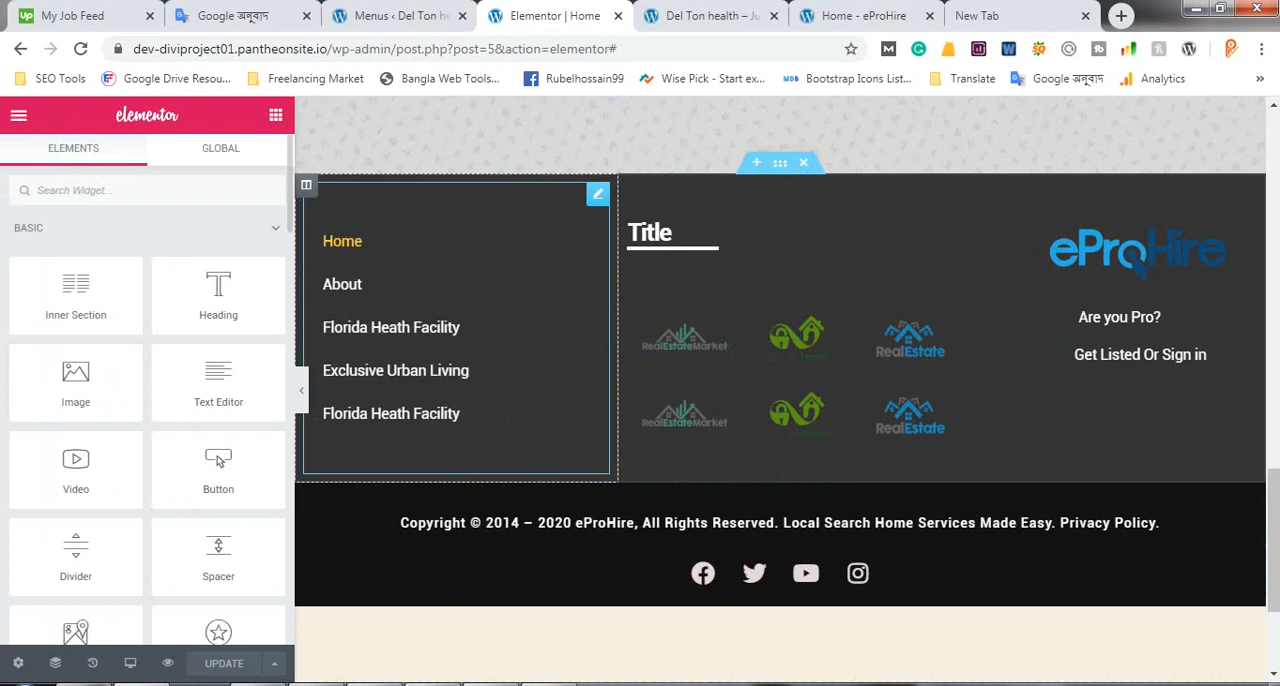 My Job Feed
Google অনুবাদ
Menus ‹ Del Ton he
Elementor | Home
Del Ton health – Ju
Home - eProHire
New Tab
dev-diviproject01.pantheonsite.io/wp-admin/post.php?post=5&action=elementor#
SEO Tools
Google Drive Resou...
Freelancing Market
Bangla Web Tools...
Rubelhossain99
Wise Pick - Start ex...
Bootstrap Icons List...
Translate
Google অনুবাদ
Analytics
elementor
ELEMENTS
GLOBAL
Search Widget...
BASIC
Inner Section
Heading
Image
Text Editor
Video
Button
Divider
Spacer
UPDATE
Home
About
Florida Heath Facility
Exclusive Urban Living
Florida Heath Facility
Title
RealEstateMarket
RealEstate
RealEstateMarket
RealEstate
eProHire
Are you Pro?
Get Listed Or Sign in
Copyright © 2014 – 2020 eProHire, All Rights Reserved. Local Search Home Services Made Easy. Privacy Policy.